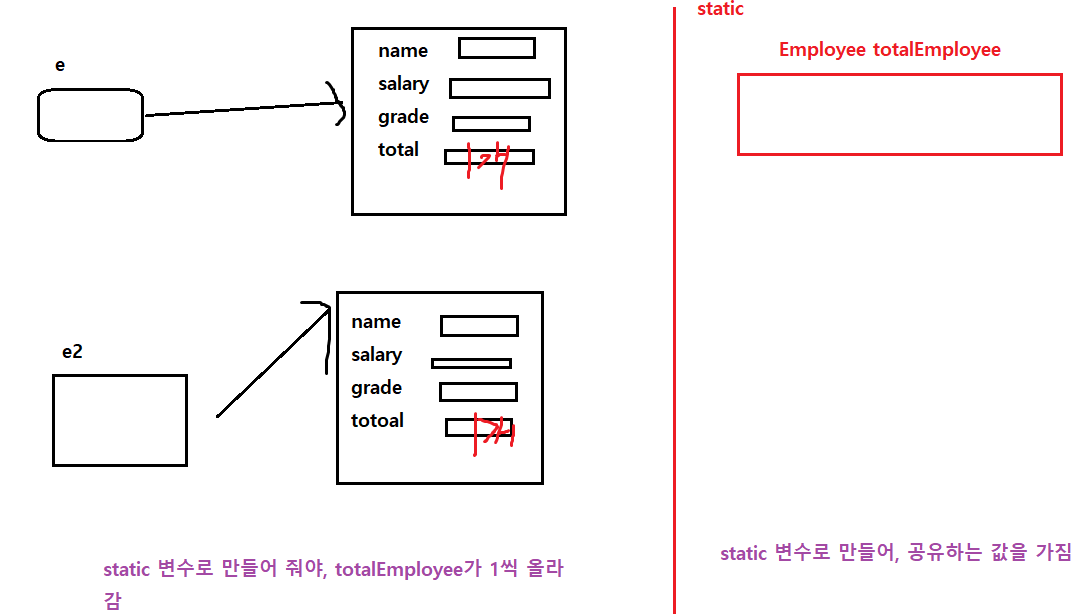 static
Employee totalEmployee
e
name
salary
grade
total
1개
e2
name
salary
grade
totoal
1개
static 변수로 만들어 줘야, totalEmployee가 1씩 올라
감
static 변수로 만들어, 공유하는 값을 가짐